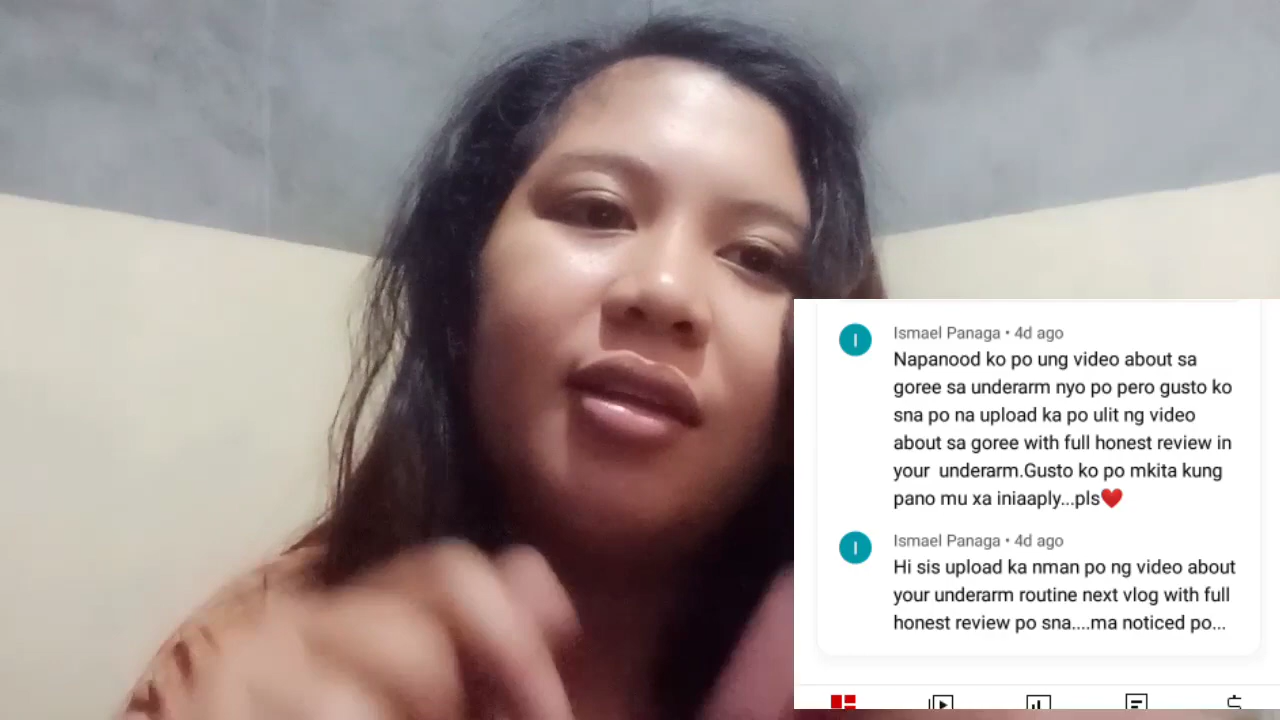 Ismael Panaga • 4d ago
Napanood ko po ung video about sa
goree sa underarm nyo po pero gusto ko
sna po na upload ka po ulit ng video
about sa goree with full honest review in
your underarm.Gusto ko po mkita kung
pano mu xa iniaaply...pls❤️
Ismael Panaga • 4d ago
Hi sis upload ka nman po ng video about
your underarm routine next vlog with full
honest review po sna....ma noticed po...